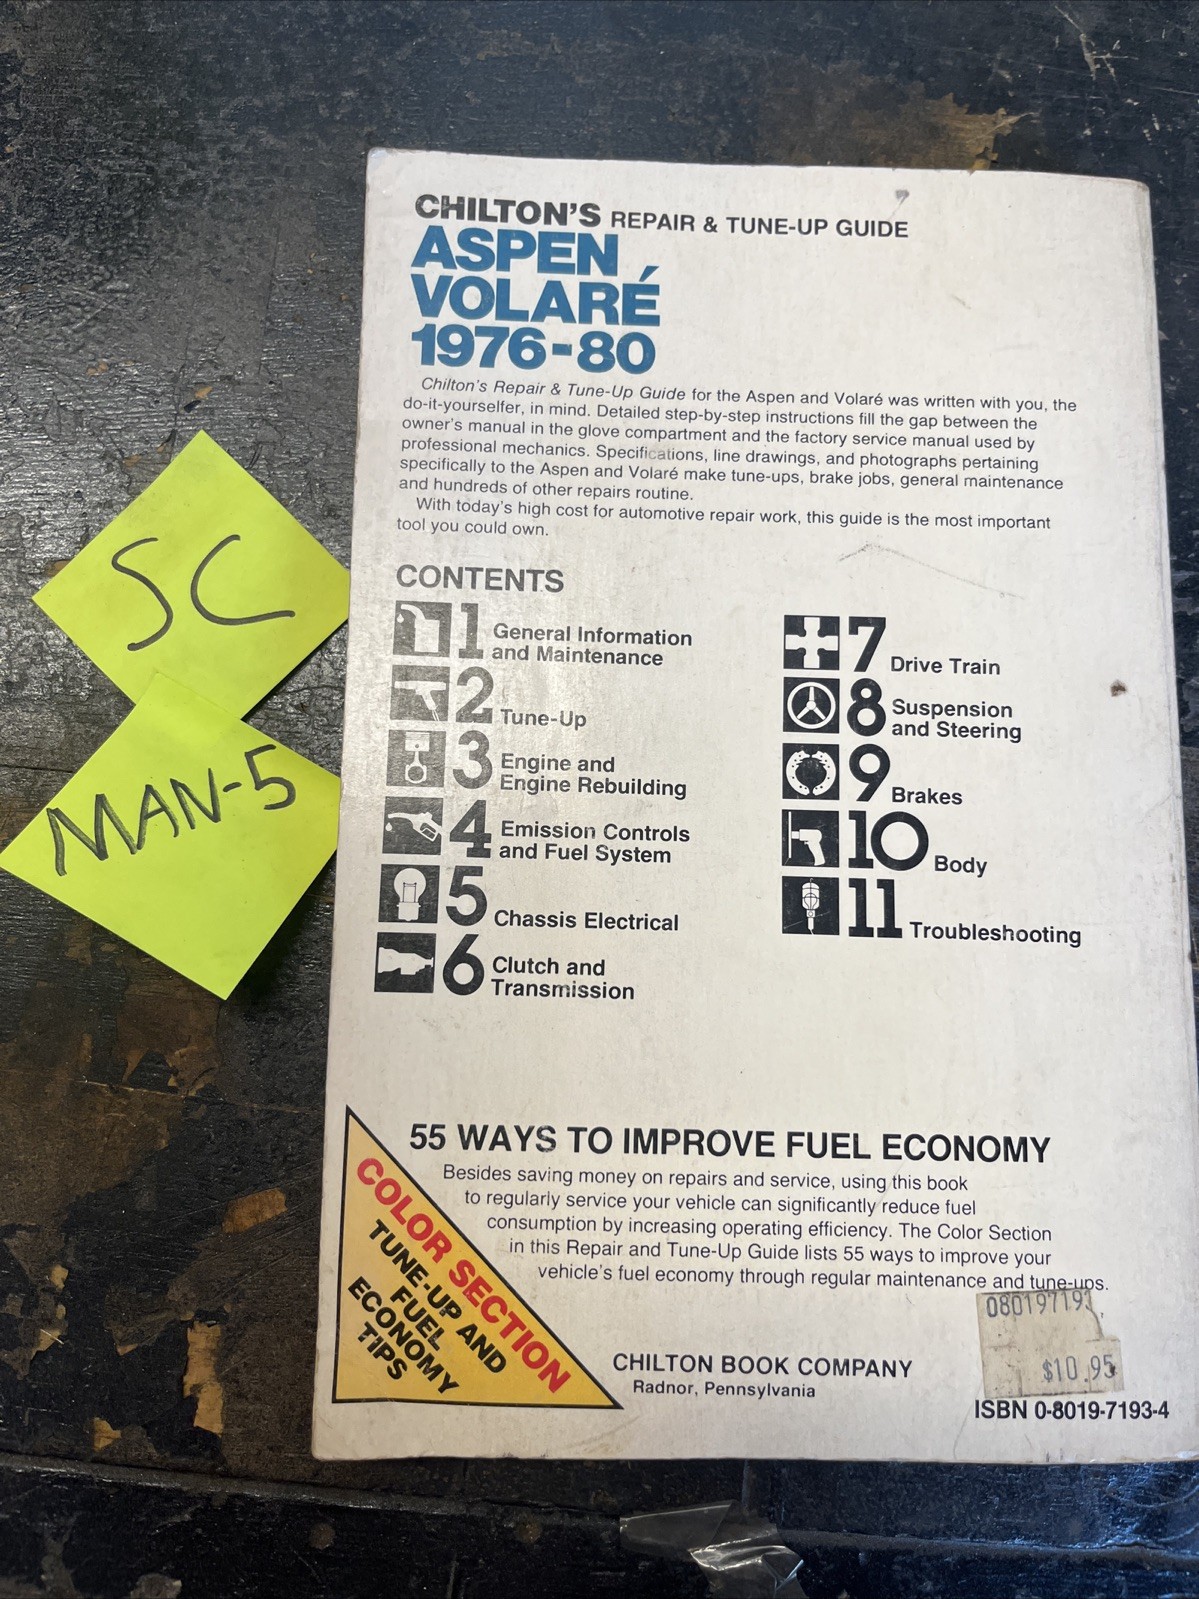 CHILTON'S REPAIR & TUNE-UP GUIDE
ASPEN
VOLARÉ
1976-80
Chilton's Repair & Tune-Up Guide for the Aspen and Volaré was written with you, the
do-it-yourselfer, in mind. Detailed step-by-step instructions fill the gap between the
owner's manual in the glove compartment and the factory service manual used by
professional mechanics. Specifications, line drawings, and photographs pertaining
specifically to the Aspen and Volaré make tune-ups, brake jobs, general maintenance
and hundreds of other repairs routine.
With today's high cost for automotive repair work, this guide is the most important
tool you could own.
SC
MAN-5
CONTENTS
1 General Information
and Maintenance
2 Tune-Up
3 Engine and
Engine Rebuilding
4 Emission Controls
and Fuel System
5 Chassis Electrical
6 Clutch and
Transmission
7 Drive Train
8 Suspension
and Steering
9 Brakes
10 Body
11 Troubleshooting
55 WAYS TO IMPROVE FUEL ECONOMY
Besides saving money on repairs and service, using this book
to regularly service your vehicle can significantly reduce fuel
consumption by increasing operating efficiency. The Color Section
in this Repair and Tune-Up Guide lists 55 ways to improve your
vehicle's fuel economy through regular maintenance and tune-ups.
COLOR SECTION
TUNE-UP AND
FUEL
ECONOMY
TIPS
CHILTON BOOK COMPANY
Radnor, Pennsylvania
$10.95
ISBN 0-8019-7193-4